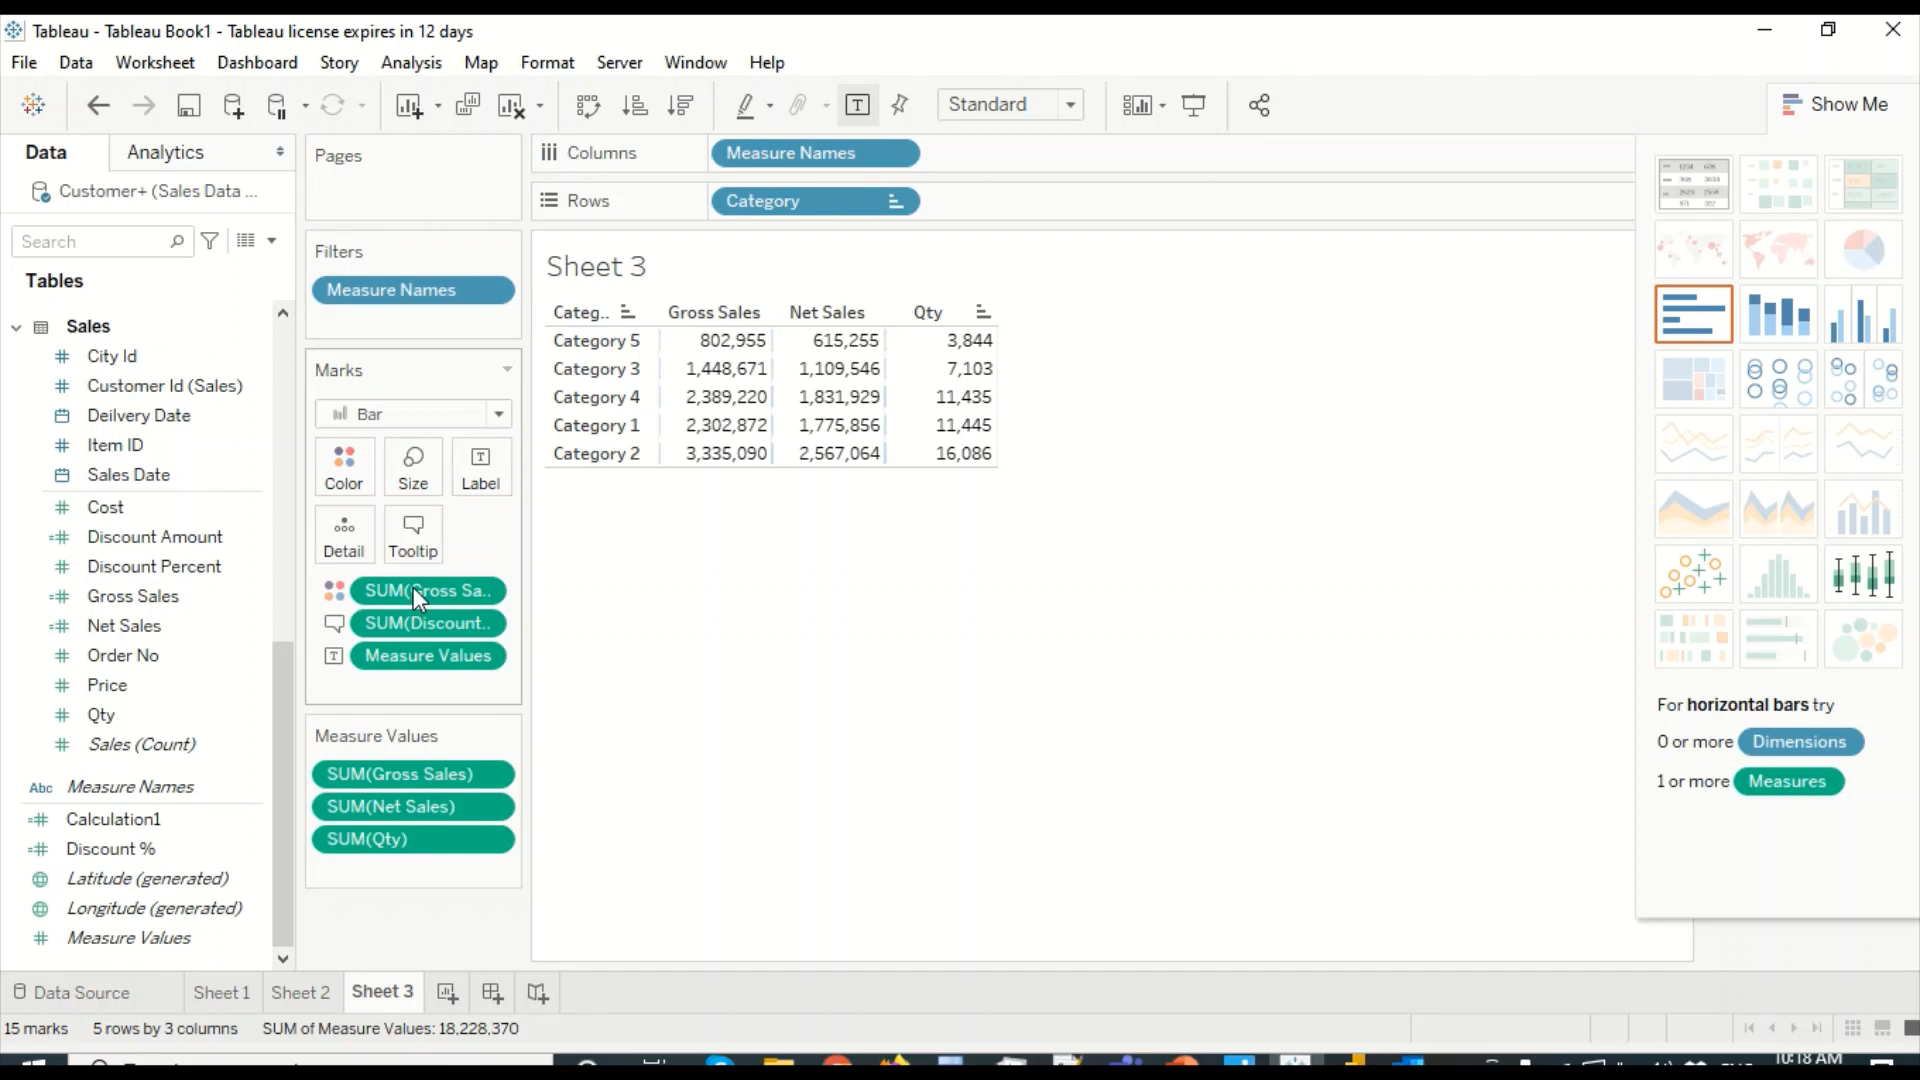 Tableau - Tableau Book1 - Tableau license expires in 12 days
File Data Worksheet Dashboard Story Analysis Map Format Server Window Help
Standard
Show Me
Data Analytics
Customer+ (Sales Data ...
Search
Tables
Sales
City Id
Customer Id (Sales)
Deilvery Date
Item ID
Sales Date
Cost
Discount Amount
Discount Percent
Gross Sales
Net Sales
Order No
Price
Qty
Sales (Count)
Abc Measure Names
Calculation1
Discount %
Latitude (generated)
Longitude (generated)
Measure Values
Pages
Filters
Measure Names
Marks
Bar
Color Size Label
Detail Tooltip
SUM(Gross Sa..
SUM(Discount..
Measure Values
Measure Values
SUM(Gross Sales)
SUM(Net Sales)
SUM(Qty)
Columns Measure Names
Rows Category
Sheet 3
Categ.. Gross Sales Net Sales Qty
Category 5 802,955 615,255 3,844
Category 3 1,448,671 1,109,546 7,103
Category 4 2,389,220 1,831,929 11,435
Category 1 2,302,872 1,775,856 11,445
Category 2 3,335,090 2,567,064 16,086
For horizontal bars try
0 or more Dimensions
1 or more Measures
Data Source Sheet 1 Sheet 2 Sheet 3
15 marks 5 rows by 3 columns SUM of Measure Values: 18,228,370
10:18 AM